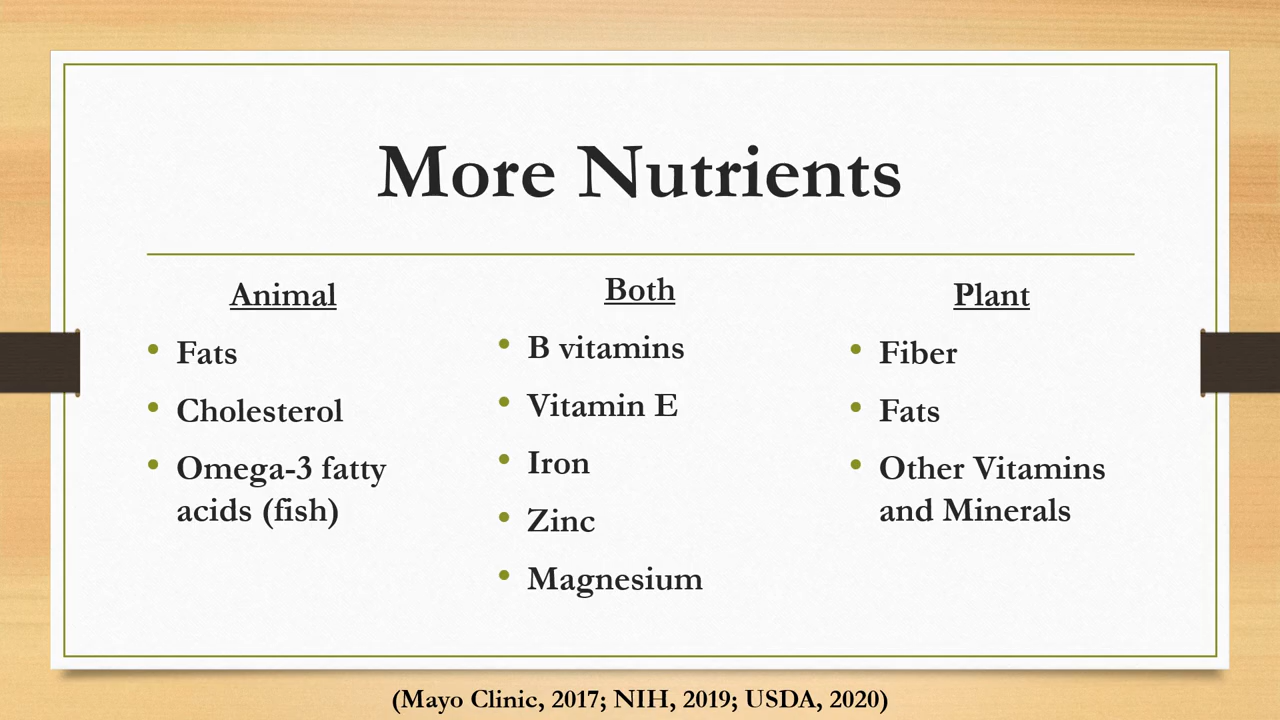 More Nutrients
Animal
• Fats
• Cholesterol
• Omega-3 fatty
acids (fish)
Both
• B vitamins
• Vitamin E
• Iron
• Zinc
• Magnesium
Plant
• Fiber
• Fats
• Other Vitamins
and Minerals
(Mayo Clinic, 2017; NIH, 2019; USDA, 2020)